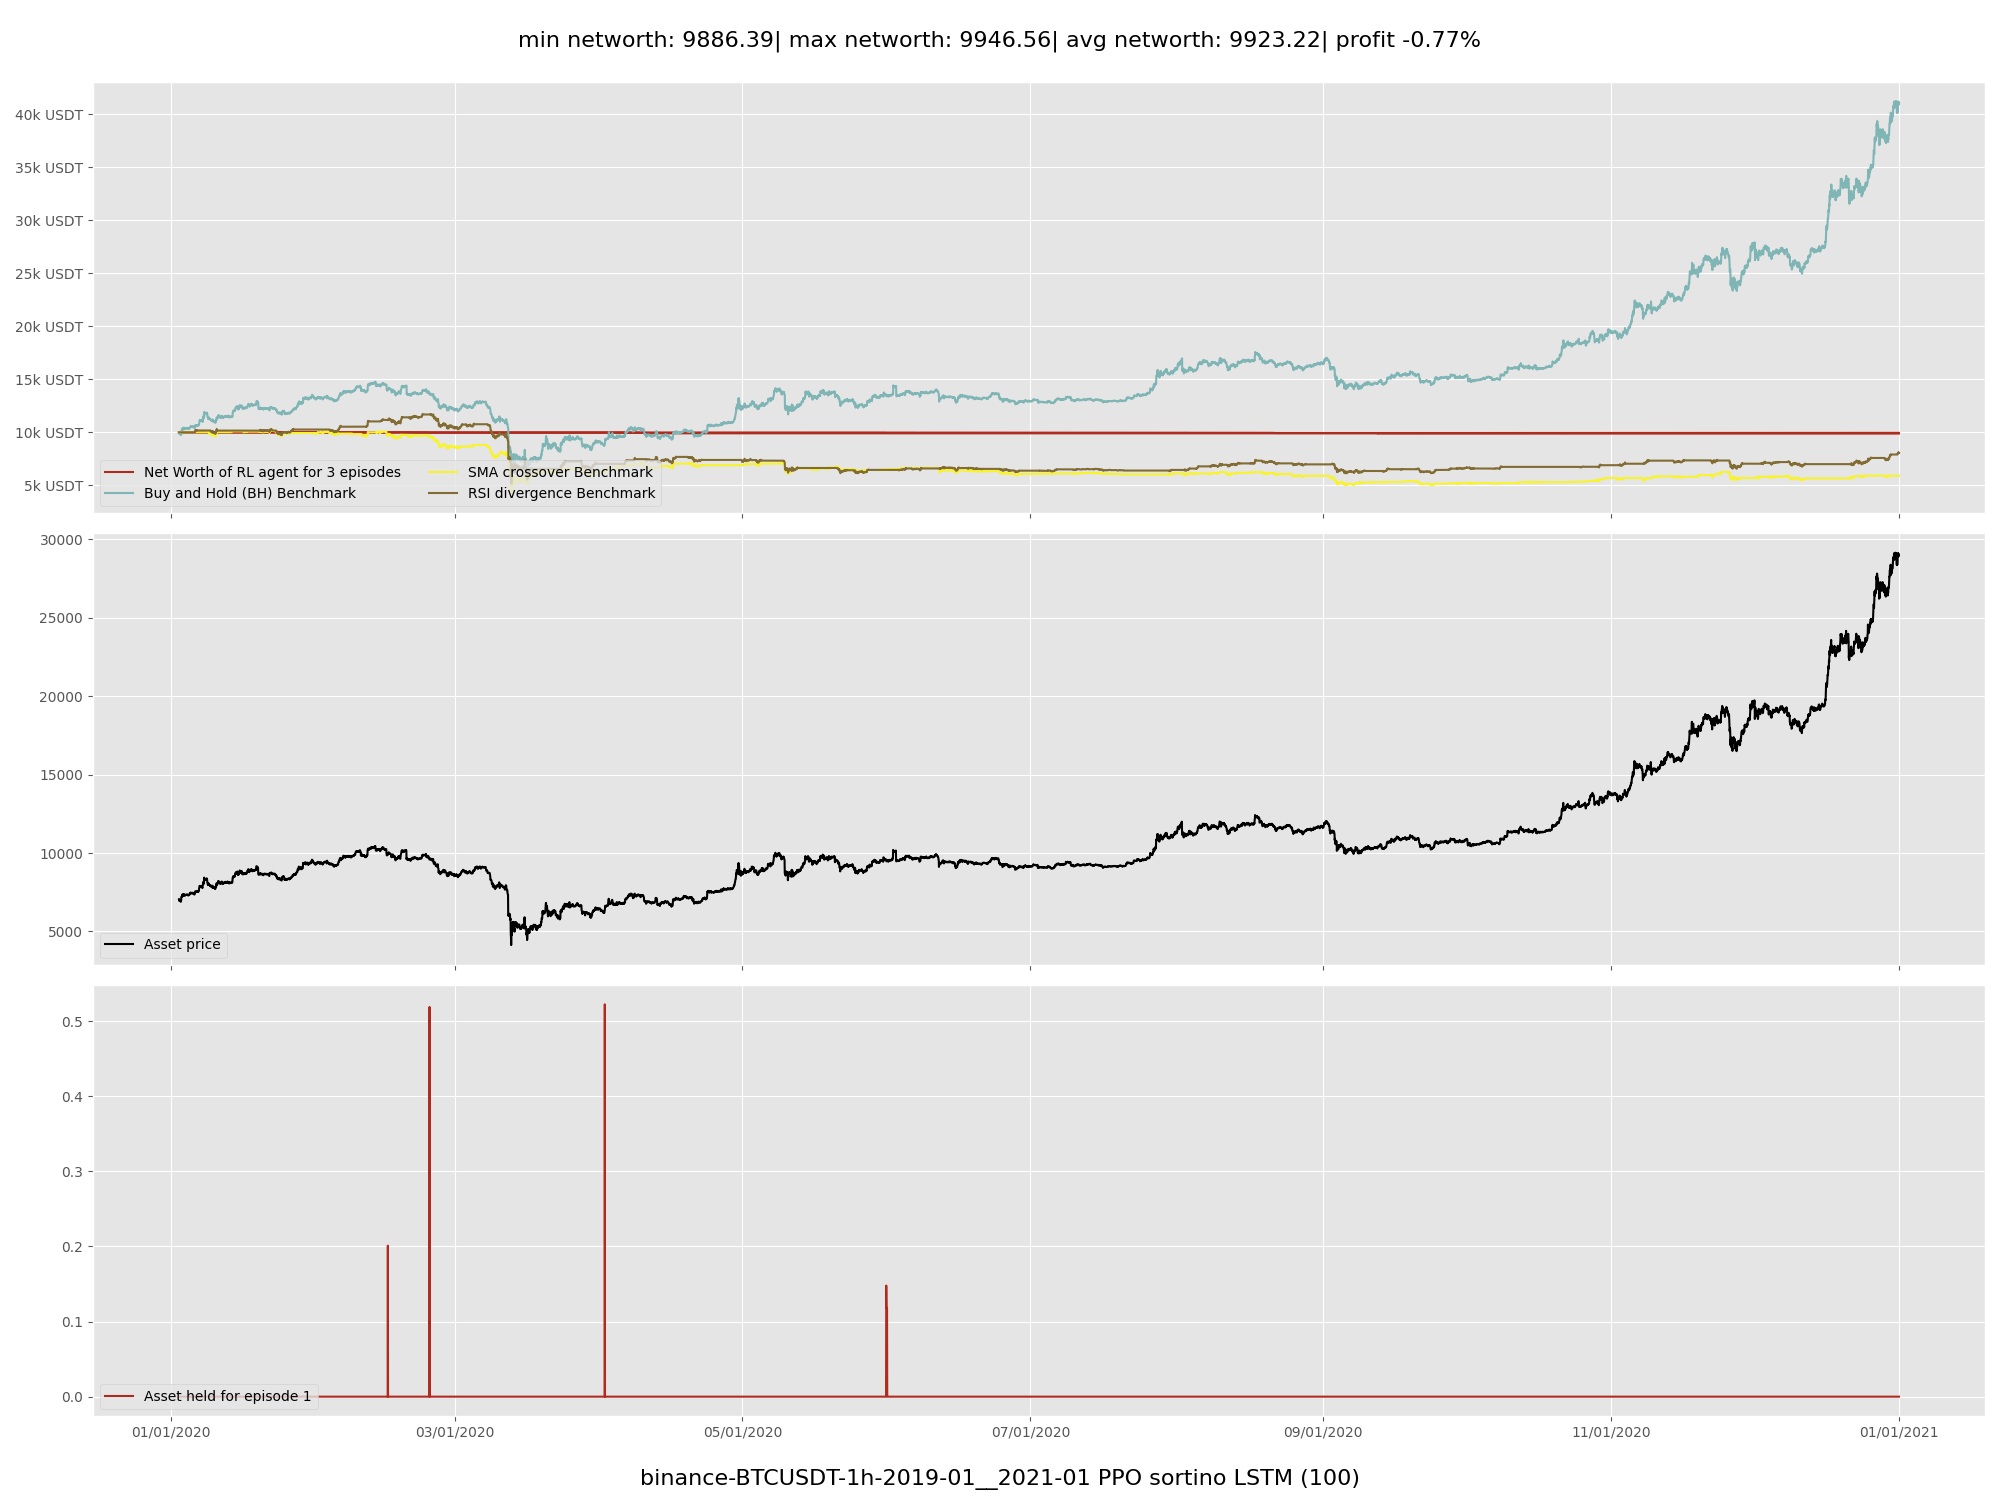 min networth: 9886.39| max networth: 9946.56| avg networth: 9923.22| profit -0.77%
40k USDT
35k USDT
30k USDT
25k USDT
20k USDT
15k USDT
10k USDT
5k USDT
Net Worth of RL agent for 3 episodes
Buy and Hold (BH) Benchmark
SMA crossover Benchmark
RSI divergence Benchmark
30000
25000
20000
15000
10000
5000
Asset price
0.5
0.4
0.3
0.2
0.1
0.0
Asset held for episode 1
01/01/2020 03/01/2020 05/01/2020 07/01/2020 09/01/2020 11/01/2020 01/01/2021
binance-BTCUSDT-1h-2019-01__2021-01 PPO sortino LSTM (100)